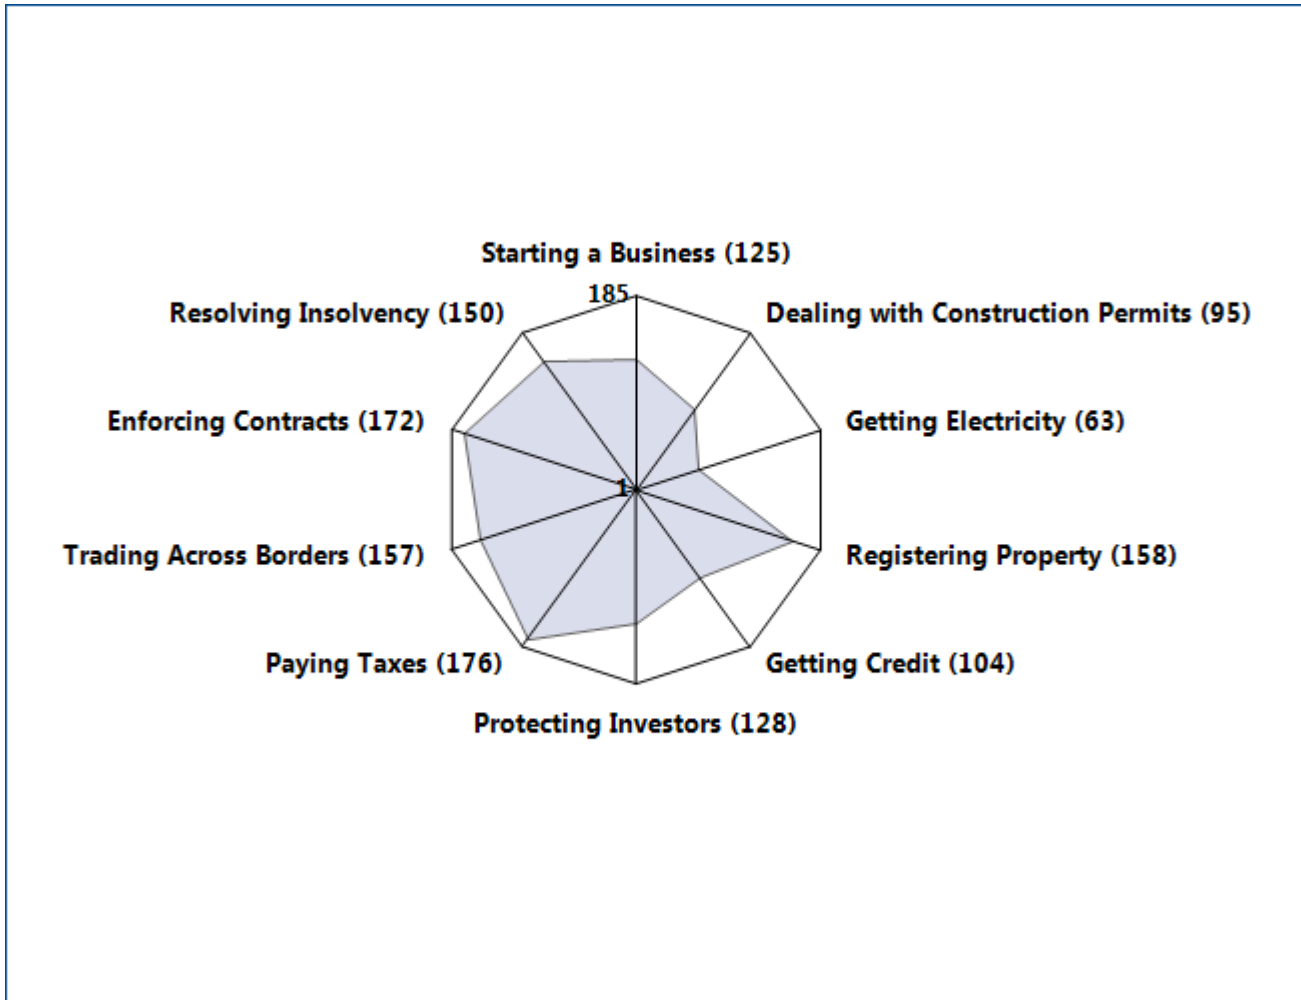 Starting a Business (125)
185
Resolving Insolvency (150)
Dealing with Construction Permits (95)
Enforcing Contracts (172)
Getting Electricity (63)
1
Trading Across Borders (157)
Registering Property (158)
Paying Taxes (176)
Getting Credit (104)
Protecting Investors (128)